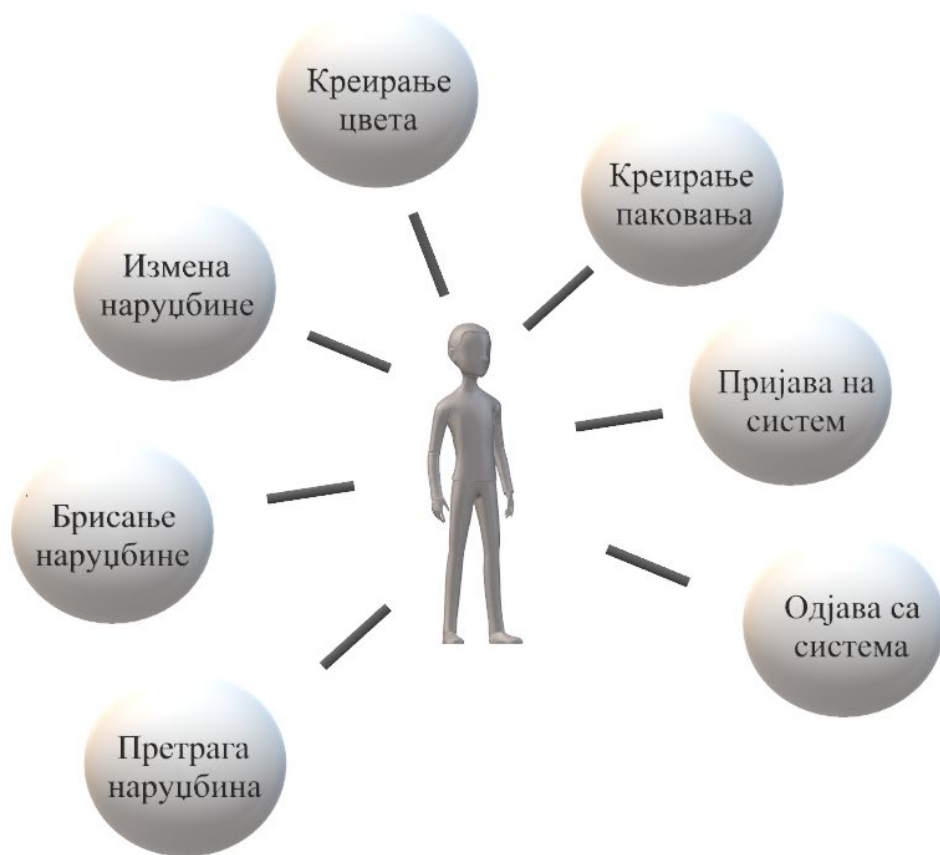 Креирање
цвета
Креирање
паковања
Измена
наруџбине
Пријава на
систем
Брисање
наруџбине
Одјава са
система
Претрага
наруџбина